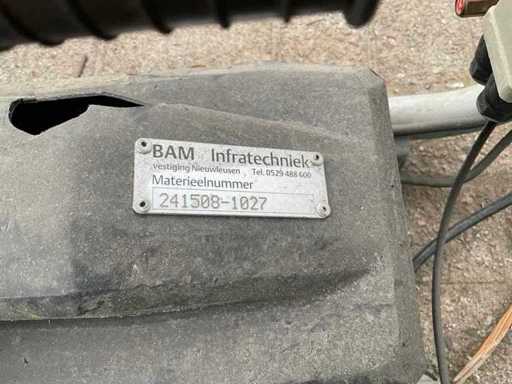 BAM Infratechniek
vestiging Nieuwleusen, Tel. 0529 488 600
Materieelnummer
241508-1027